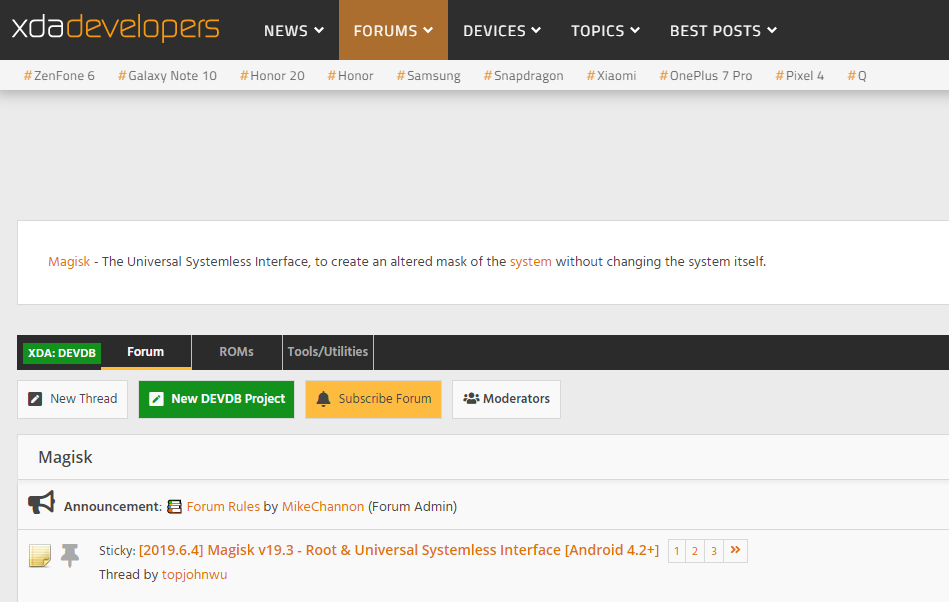 xdadevelopers NEWS FORUMS DEVICES TOPICS BEST POSTS
#ZenFone 6 #Galaxy Note 10 #Honor 20 #Honor #Samsung #Snapdragon #Xiaomi #OnePlus 7 Pro #Pixel 4 #Q
Magisk - The Universal Systemless Interface, to create an altered mask of the system without changing the system itself.
XDA: DEVDB Forum ROMs Tools/Utilities
New Thread New DEVDB Project Subscribe Forum Moderators
Magisk
Announcement: Forum Rules by MikeChannon (Forum Admin)
Sticky: [2019.6.4] Magisk v19.3 - Root & Universal Systemless Interface [Android 4.2+] 1 2 3 »
Thread by topjohnwu